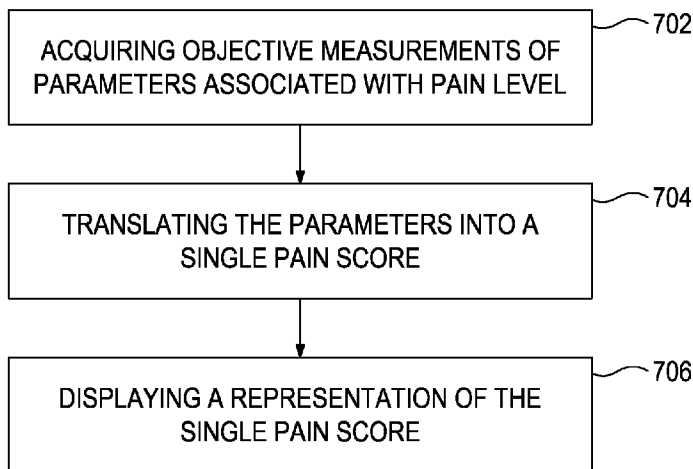 ACQUIRING OBJECTIVE MEASUREMENTS OF
PARAMETERS ASSOCIATED WITH PAIN LEVEL
702
TRANSLATING THE PARAMETERS INTO A
SINGLE PAIN SCORE
704
DISPLAYING A REPRESENTATION OF THE
SINGLE PAIN SCORE
706